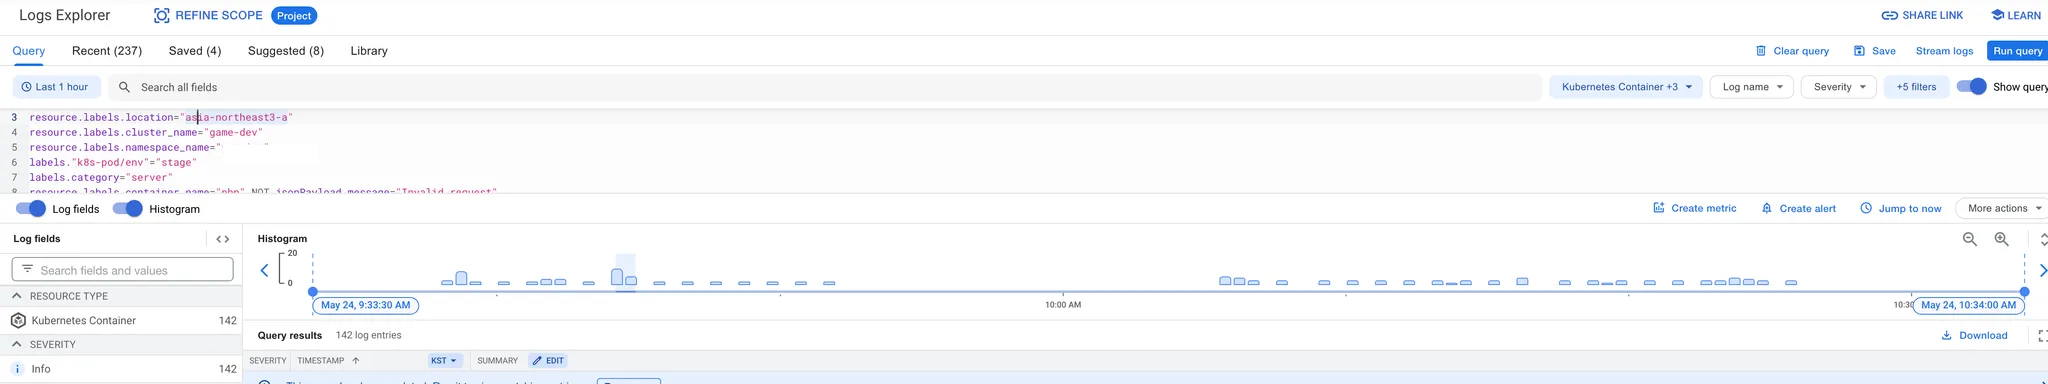 Logs Explorer REFINE SCOPE Project SHARE LINK LEARN
Query Recent (237) Saved (4) Suggested (8) Library Clear query Save Stream logs Run query
Last 1 hour Search all fields Kubernetes Container +3 Log name Severity +5 filters Show query
3 resource.labels.location="asia-northeast3-a"
4 resource.labels.cluster_name="game-dev"
5 resource.labels.namespace_name="
6 labels."k8s-pod/env"="stage"
7 labels.category="server"
8 resource.labels.container_name="php" NOT jsonPayload.message="Invalid request"
Log fields Histogram Create metric Create alert Jump to now More actions
Log fields Histogram
20
Search fields and values
0
RESOURCE TYPE
May 24, 9:33:30 AM 10:00 AM 10:30 May 24, 10:34:00 AM
Kubernetes Container 142
Query results 142 log entries Download
SEVERITY
SEVERITY TIMESTAMP KST SUMMARY EDIT
Info 142